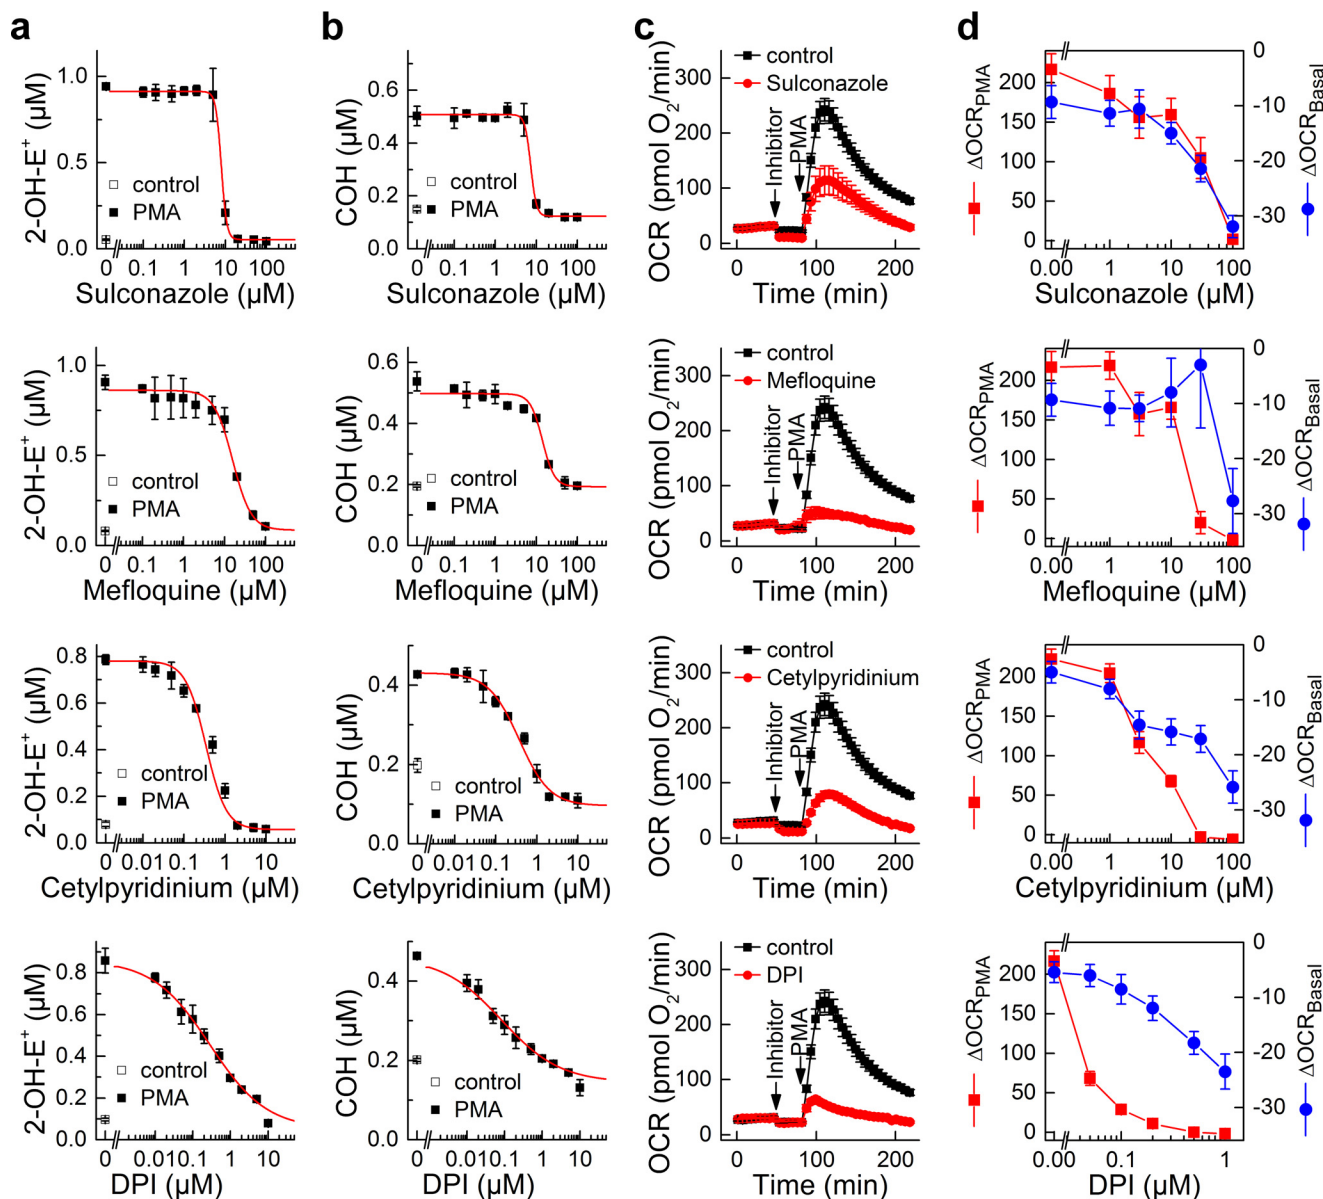 a
b
c
d
2-OH-E+ (µM)
1.0
0.5
0.0
control
PMA
0
0.1
1
10
100
Sulconazole (µM)
COH (µM)
0.6
0.4
0.2
0.0
control
PMA
0
0.1
1
10
100
Sulconazole (µM)
OCR (pmol O2/min)
300
200
100
0
control
Sulconazole
Inhibitor
PMA
0
100
200
Time (min)
ΔOCRPMA
200
150
100
50
0
0.00
1
10
100
Sulconazole (µM)
0
-10
-20
-30
ΔOCRBasal
2-OH-E+ (µM)
1.0
0.5
0.0
control
PMA
0
0.1
1
10
100
Mefloquine (µM)
COH (µM)
0.6
0.4
0.2
0.0
control
PMA
0
0.1
1
10
100
Mefloquine (µM)
OCR (pmol O2/min)
300
200
100
0
control
Mefloquine
Inhibitor
PMA
0
100
200
Time (min)
ΔOCRPMA
200
150
100
50
0
0.00
1
10
100
Mefloquine (µM)
0
-10
-20
-30
ΔOCRBasal
2-OH-E+ (µM)
0.8
0.6
0.4
0.2
0.0
control
PMA
0
0.01
0.1
1
10
Cetylpyridinium (µM)
COH (µM)
0.4
0.2
0.0
control
PMA
0
0.01
0.1
1
10
Cetylpyridinium (µM)
OCR (pmol O2/min)
300
200
100
0
control
Cetylpyridinium
Inhibitor
PMA
0
100
200
Time (min)
ΔOCRPMA
200
150
100
50
0
0.00
1
10
100
Cetylpyridinium (µM)
0
-10
-20
-30
ΔOCRBasal
2-OH-E+ (µM)
0.8
0.6
0.4
0.2
0.0
control
PMA
0
0.01
0.1
1
10
DPI (µM)
COH (µM)
0.4
0.2
0.0
control
PMA
0
0.01
0.1
1
10
DPI (µM)
OCR (pmol O2/min)
300
200
100
0
control
DPI
Inhibitor
PMA
0
100
200
Time (min)
ΔOCRPMA
200
150
100
50
0
0.00
0.1
1
DPI (µM)
0
-10
-20
-30
ΔOCRBasal